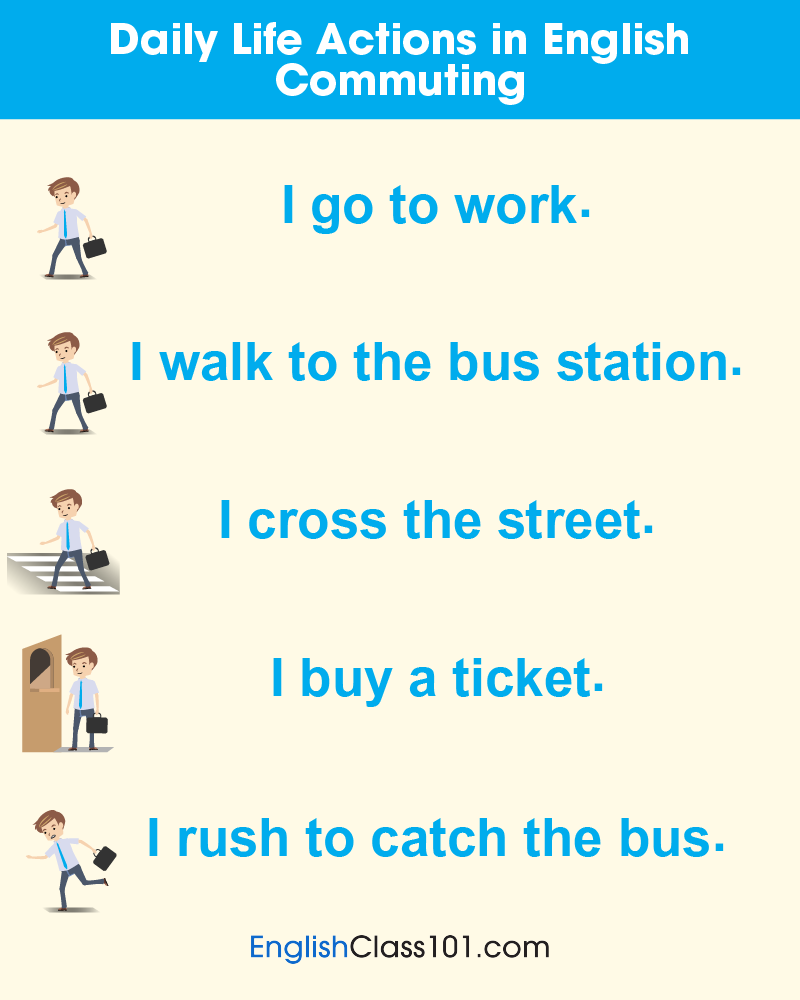 Daily Life Actions in English
Commuting
I go to work.
I walk to the bus station.
I cross the street.
I buy a ticket.
I rush to catch the bus.
EnglishClass101.com